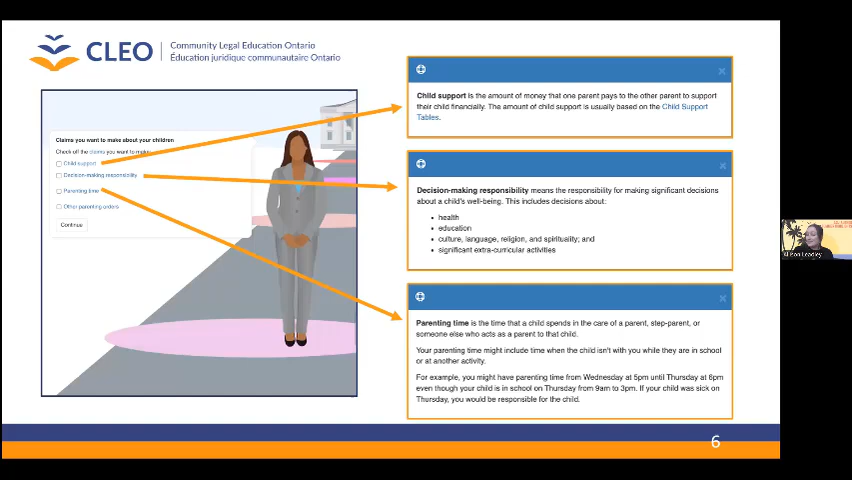 CLEO
Community Legal Education Ontario
Éducation juridique communautaire Ontario
Claims you want to make about your children
Check off the claims you want to make:
Child support
Decision-making responsibility
Parenting time
Other parenting orders
Continue
Child support is the amount of money that one parent pays to the other parent to support
their child financially. The amount of child support is usually based on the Child Support
Tables.
Decision-making responsibility means the responsibility for making significant decisions
about a child's well-being. This includes decisions about:
• health
• education
• culture, language, religion, and spirituality; and
• significant extra-curricular activities
Parenting time is the time that a child spends in the care of a parent, step-parent, or
someone else who acts as a parent to that child.
Your parenting time might include time when the child isn't with you while they are in school
or at another activity.
For example, you might have parenting time from Wednesday at 5pm until Thursday at 6pm
even though your child is in school on Thursday from 9am to 3pm. If your child was sick on
Thursday, you would be responsible for the child.
6